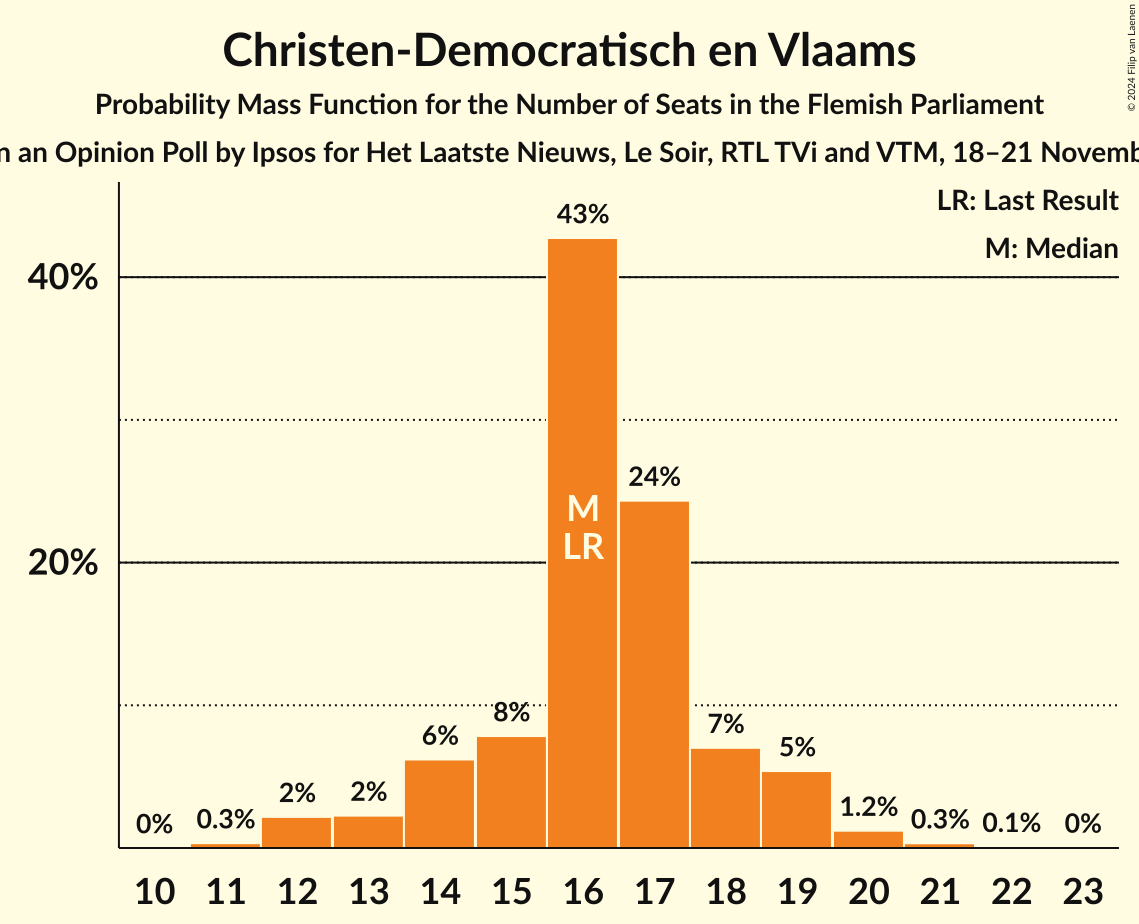 Christen-Democratisch en Vlaams
Probability Mass Function for the Number of Seats in the Flemish Parliament
an Opinion Poll by Ipsos for Het Laatste Nieuws, Le Soir, RTL TVi and VTM, 18–21
© 2024 Filip van Laenen
LR: Last Result
M: Median
40%
20%
0% 0.3% 2% 2% 6% 8% 43% 24% 7% 5% 1.2% 0.3% 0.1% 0%
M
LR
10 11 12 13 14 15 16 17 18 19 20 21 22 23